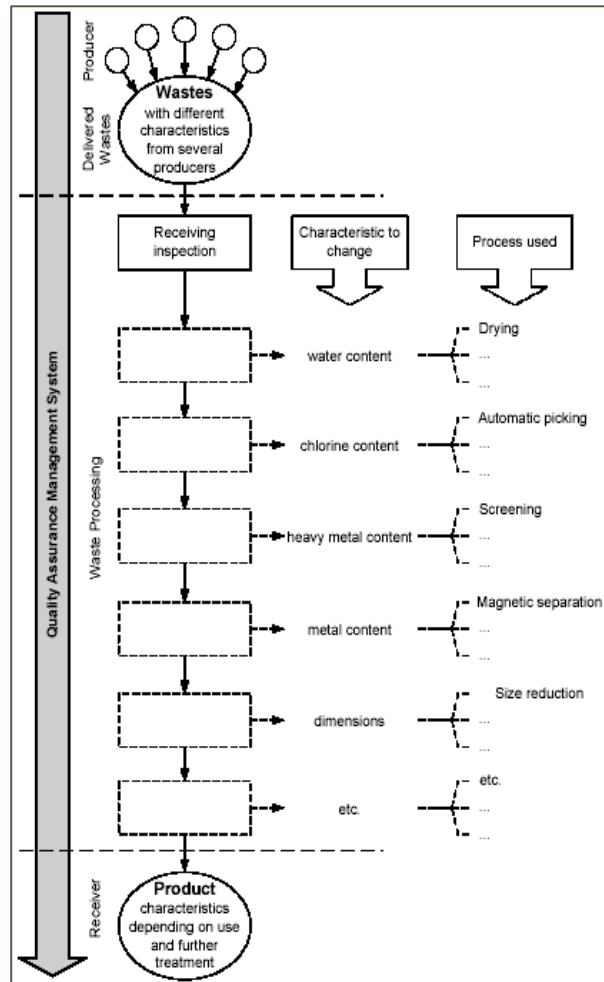 Quality Assurance Management System
Producer
Delivered
Wastes
Wastes
with different
characteristics
from several
producers
Waste Processing
Receiving
inspection
Characteristic to
change
Process used
water content
Drying
...
...
chlorine content
Automatic picking
...
...
heavy metal content
Screening
...
...
metal content
Magnetic separation
...
...
dimensions
Size reduction
...
...
etc.
etc.
...
...
Receiver
Product
characteristics
depending on use
and further
treatment